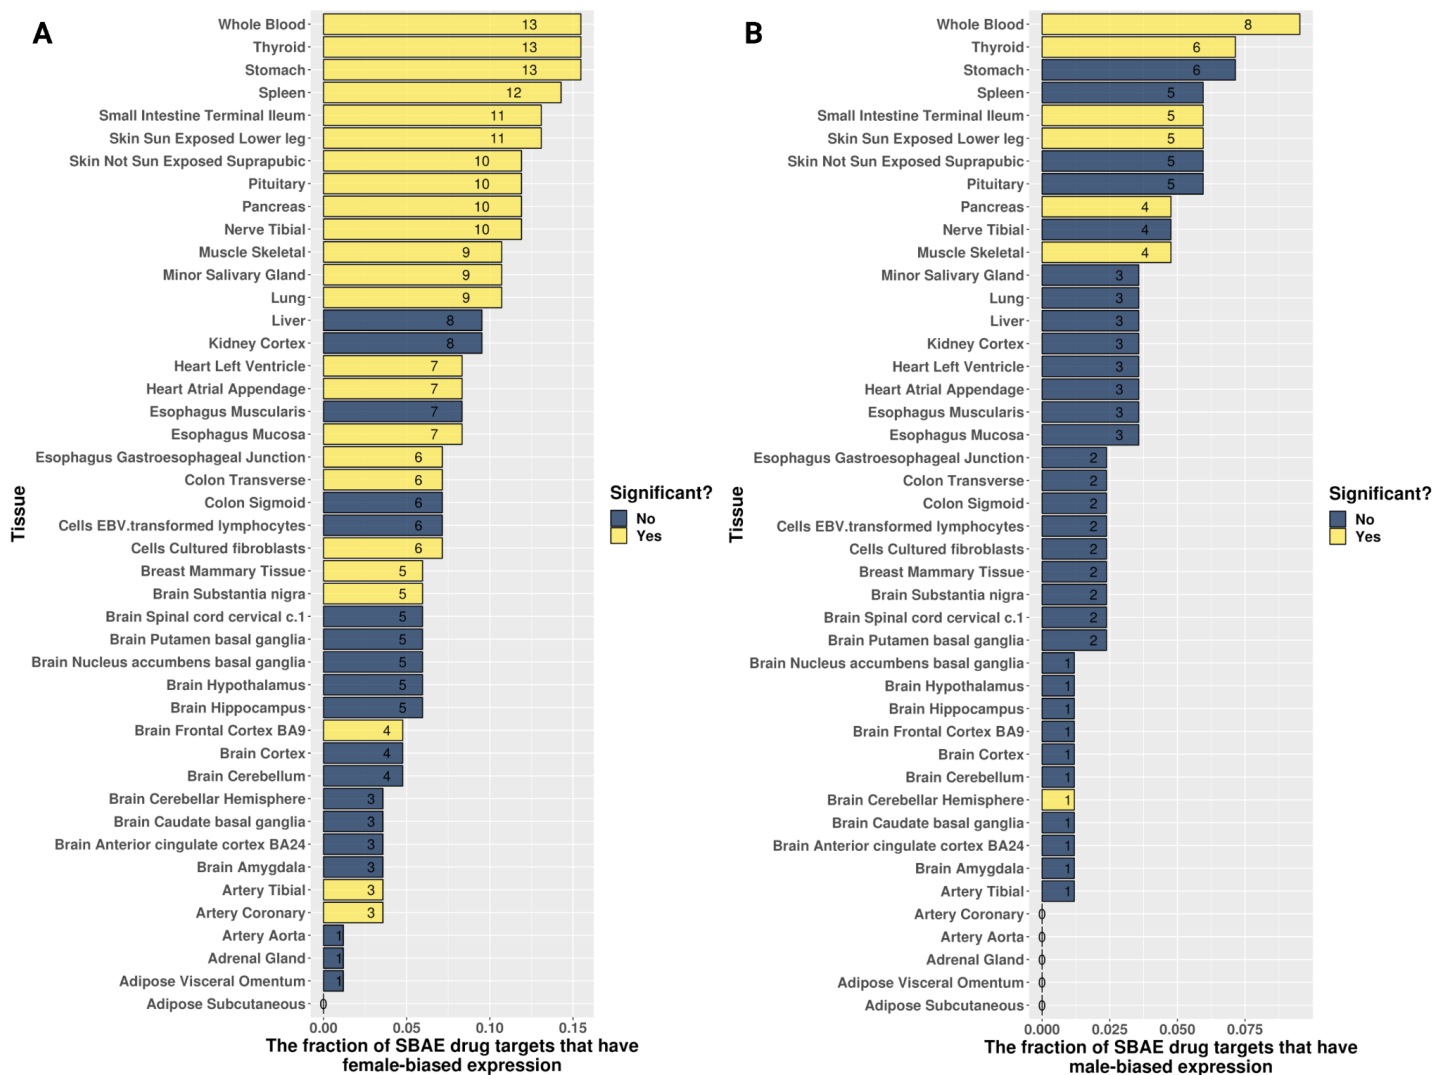 A
Whole Blood 13
Thyroid 13
Stomach 13
Spleen 12
Small Intestine Terminal Ileum 11
Skin Sun Exposed Lower leg 11
Skin Not Sun Exposed Suprapubic 10
Pituitary 10
Pancreas 10
Nerve Tibial 10
Muscle Skeletal 9
Minor Salivary Gland 9
Lung 9
Liver 8
Kidney Cortex 8
Heart Left Ventricle 7
Heart Atrial Appendage 7
Esophagus Muscularis 7
Esophagus Mucosa 7
Esophagus Gastroesophageal Junction 6
Colon Transverse 6
Colon Sigmoid 6
Cells EBV.transformed lymphocytes 6
Cells Cultured fibroblasts 6
Breast Mammary Tissue 5
Brain Substantia nigra 5
Brain Spinal cord cervical c.1 5
Brain Putamen basal ganglia 5
Brain Nucleus accumbens basal ganglia 5
Brain Hypothalamus 5
Brain Hippocampus 5
Brain Frontal Cortex BA9 4
Brain Cortex 4
Brain Cerebellum 4
Brain Cerebellar Hemisphere 3
Brain Caudate basal ganglia 3
Brain Anterior cingulate cortex BA24 3
Brain Amygdala 3
Artery Tibial 3
Artery Coronary 3
Artery Aorta 1
Adrenal Gland 1
Adipose Visceral Omentum 1
Adipose Subcutaneous 0
Tissue
0.00 0.05 0.10 0.15
The fraction of SBAE drug targets that have
female-biased expression
Significant?
No
Yes
B
Whole Blood 8
Thyroid 6
Stomach 6
Spleen 5
Small Intestine Terminal Ileum 5
Skin Sun Exposed Lower leg 5
Skin Not Sun Exposed Suprapubic 5
Pituitary 5
Pancreas 4
Nerve Tibial 4
Muscle Skeletal 4
Minor Salivary Gland 3
Lung 3
Liver 3
Kidney Cortex 3
Heart Left Ventricle 3
Heart Atrial Appendage 3
Esophagus Muscularis 3
Esophagus Mucosa 3
Esophagus Gastroesophageal Junction 2
Colon Transverse 2
Colon Sigmoid 2
Cells EBV.transformed lymphocytes 2
Cells Cultured fibroblasts 2
Breast Mammary Tissue 2
Brain Substantia nigra 2
Brain Spinal cord cervical c.1 2
Brain Putamen basal ganglia 2
Brain Nucleus accumbens basal ganglia 1
Brain Hypothalamus 1
Brain Hippocampus 1
Brain Frontal Cortex BA9 1
Brain Cortex 1
Brain Cerebellum 1
Brain Cerebellar Hemisphere 1
Brain Caudate basal ganglia 1
Brain Anterior cingulate cortex BA24 1
Brain Amygdala 1
Artery Tibial 1
Artery Coronary 0
Artery Aorta 0
Adrenal Gland 0
Adipose Visceral Omentum 0
Adipose Subcutaneous 0
Tissue
0.000 0.025 0.050 0.075
The fraction of SBAE drug targets that have
male-biased expression
Significant?
No
Yes